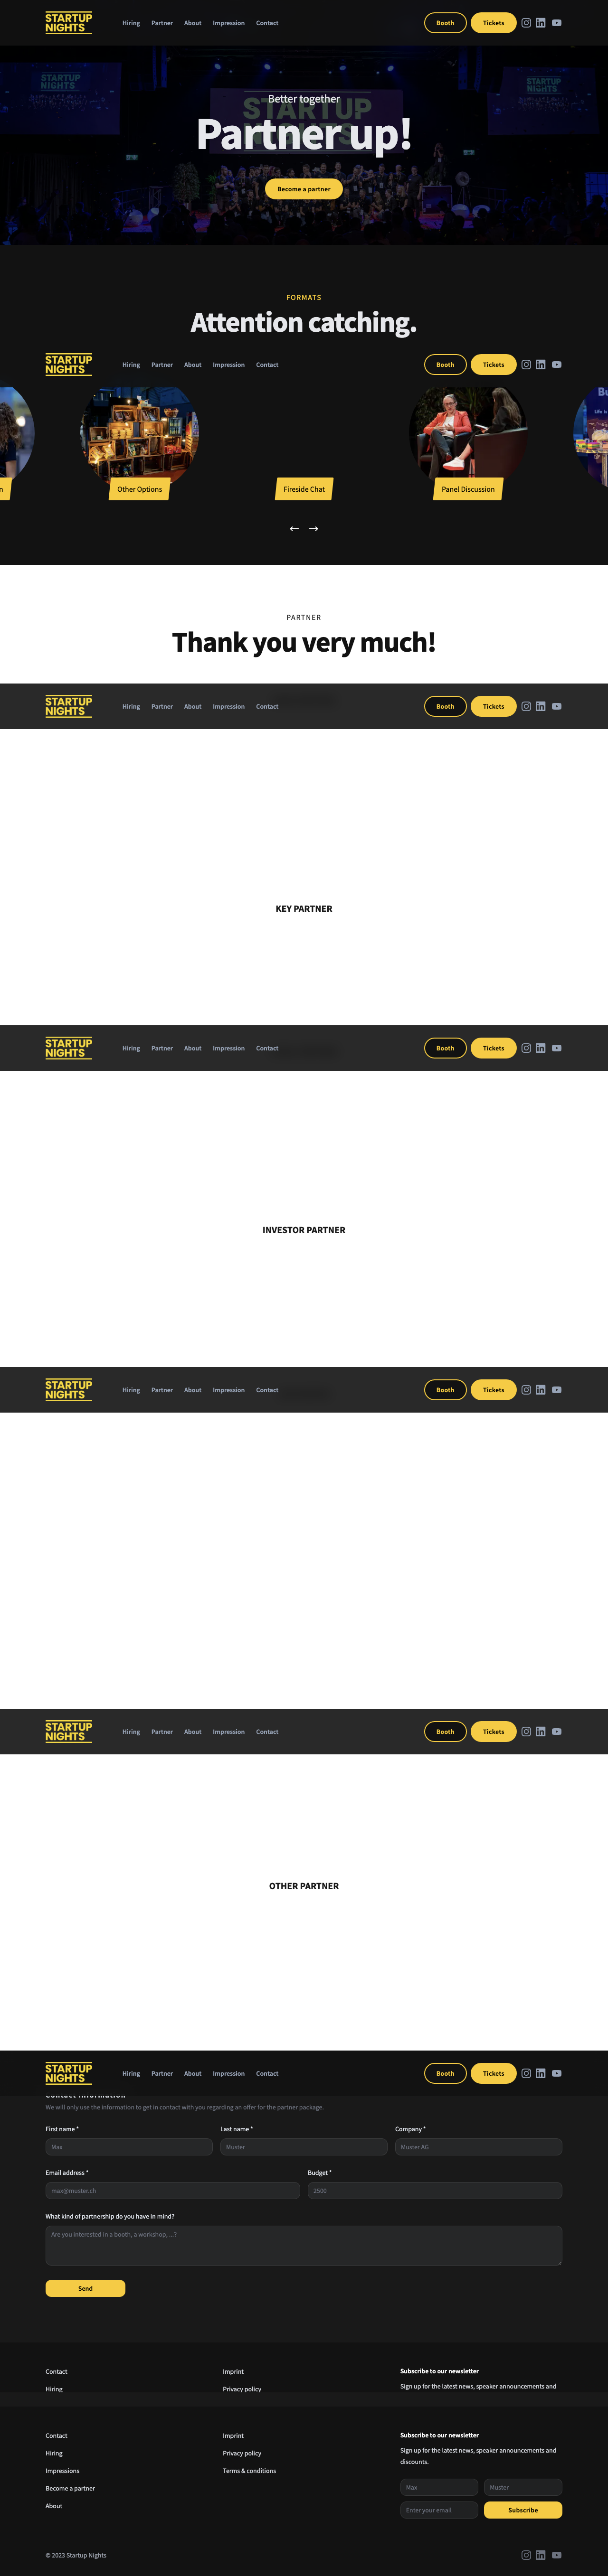 STARTUP
NIGHTS
Hiring Partner About Impression Contact
Booth Tickets
STARTUP NIGHTS
STARTUP NIGHTS
STARTUP NIGHTS
Better together
Partner up!
Become a partner
FORMATS
Attention catching.
STARTUP
NIGHTS
Hiring Partner About Impression Contact
Booth Tickets
Other Options
Fireside Chat
Panel Discussion
← →
PARTNER
Thank you very much!
STARTUP
NIGHTS
Hiring Partner About Impression Contact
Booth Tickets
KEY PARTNER
STARTUP
NIGHTS
Hiring Partner About Impression Contact
Booth Tickets
INVESTOR PARTNER
STARTUP
NIGHTS
Hiring Partner About Impression Contact
Booth Tickets
STARTUP
NIGHTS
Hiring Partner About Impression Contact
Booth Tickets
OTHER PARTNER
STARTUP
NIGHTS
Hiring Partner About Impression Contact
Booth Tickets
Contact Information
We will only use the information to get in contact with you regarding an offer for the partner package.
First name * Last name * Company *
Max Muster Muster AG
Email address * Budget *
max@muster.ch 2500
What kind of partnership do you have in mind?
Are you interested in a booth, a workshop, ...?
Send
Contact Imprint Subscribe to our newsletter
Hiring Privacy policy Sign up for the latest news, speaker announcements and
Contact Imprint Subscribe to our newsletter
Hiring Privacy policy Sign up for the latest news, speaker announcements and
discounts.
Impressions Terms & conditions
Become a partner Max Muster
About Enter your email Subscribe
© 2023 Startup Nights